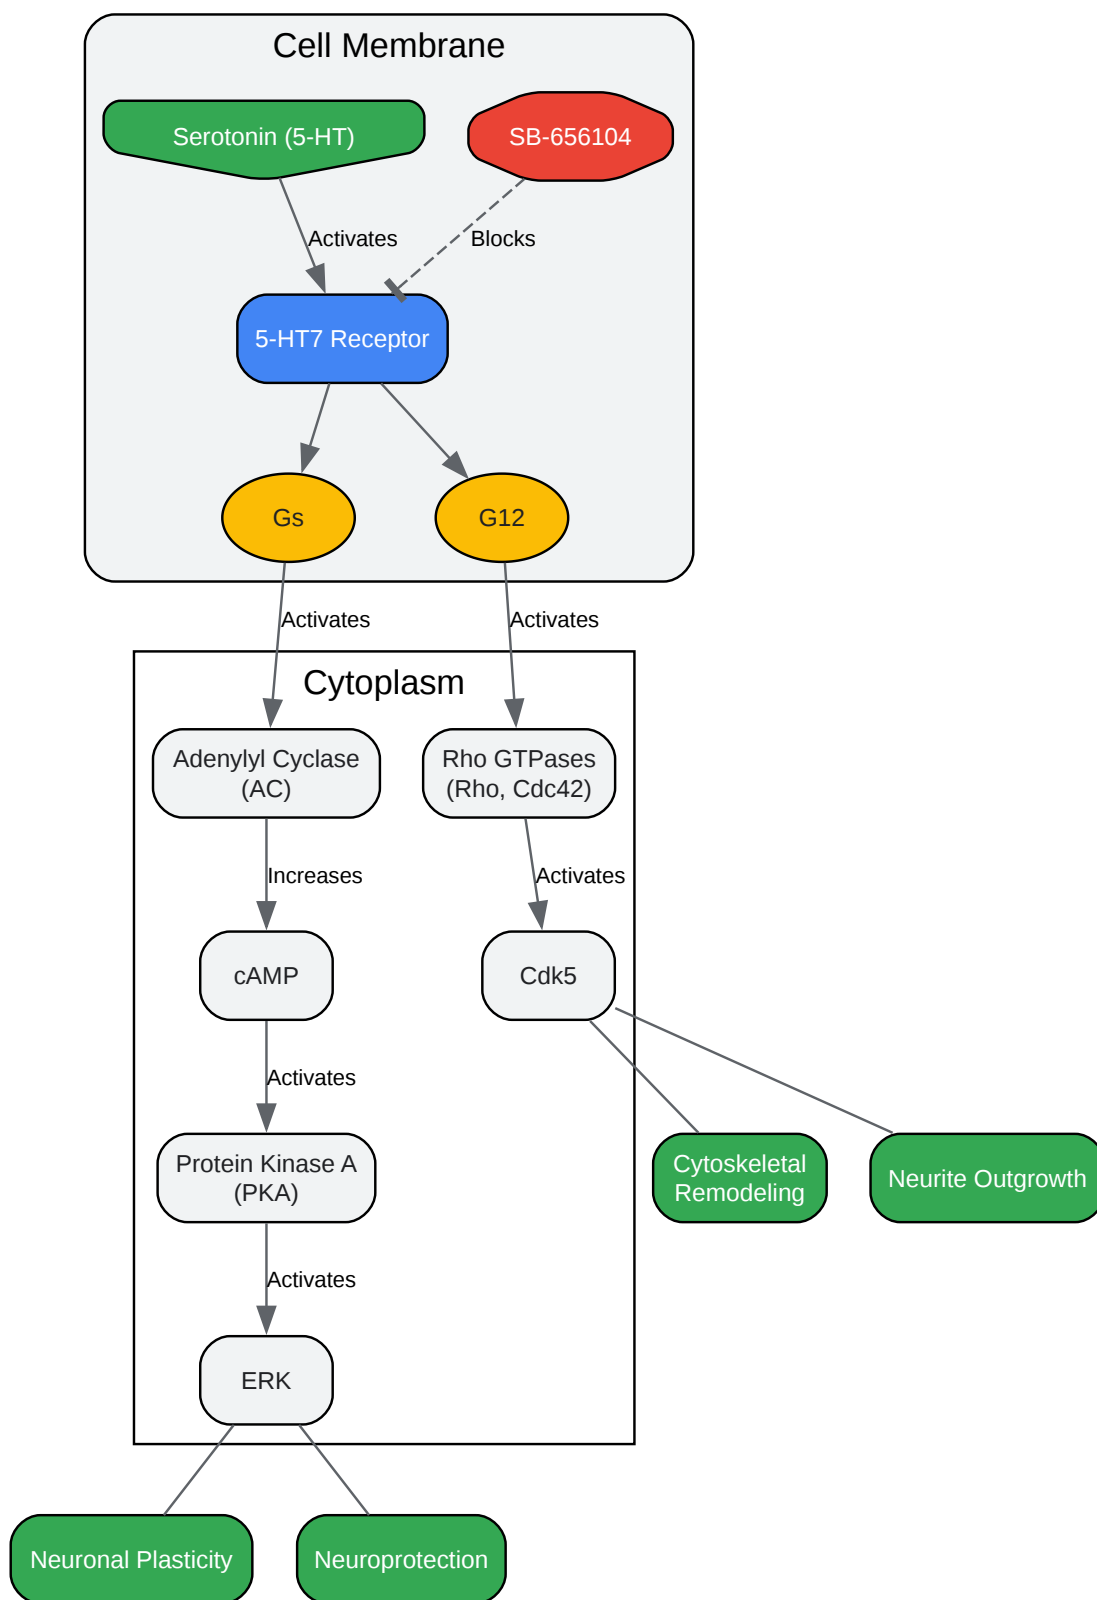 Cell Membrane
Serotonin (5-HT)
SB-656104
Activates
Blocks
5-HT7 Receptor
Gs
G12
Activates
Activates
Cytoplasm
Adenylyl Cyclase
(AC)
Rho GTPases
(Rho, Cdc42)
Increases
Activates
cAMP
Cdk5
Activates
Protein Kinase A
(PKA)
Cytoskeletal
Remodeling
Neurite Outgrowth
Activates
ERK
Neuronal Plasticity
Neuroprotection